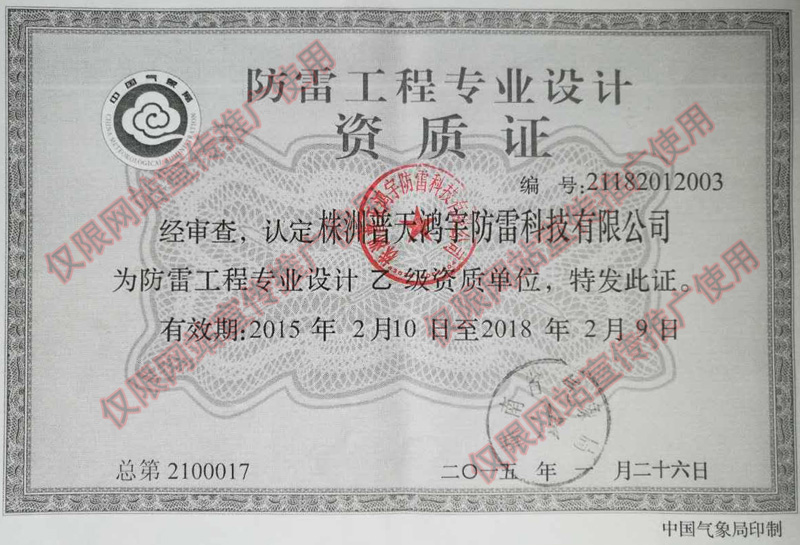 防雷工程专业设计
资质证
中国气象局
编 号:21182012003
经审查, 认定株洲普天鸿宇防雷科技有限公司
为防雷工程专业设计 乙 级资质单位, 特发此证。
有效期:2015 年 2 月10 日至2018 年 2 月 9 日
总第 2100017
二〇一五 年 一 月二十六日
中国气象局印制
仅限网站宣传推广使用
仅限网站宣传推广使用
仅限网站宣传推广使用
仅限网站宣传推广使用